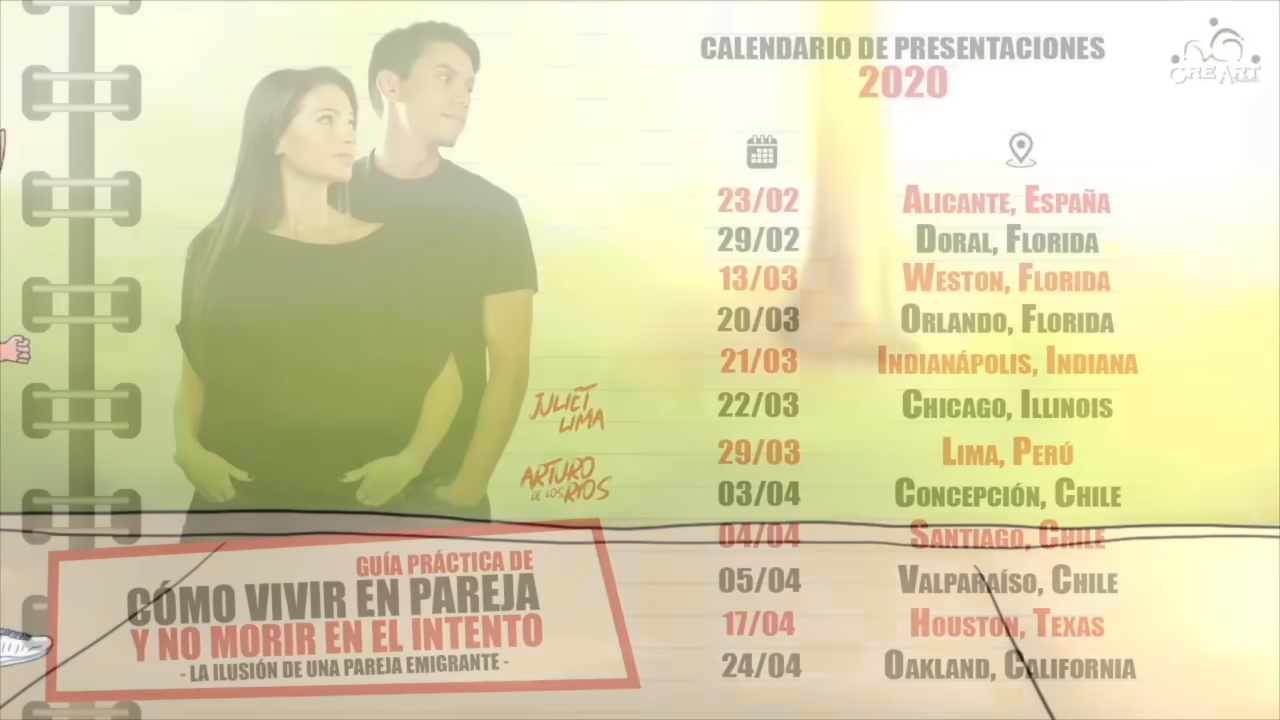 CALENDARIO DE PRESENTACIONES
2020
CREART
23/02 ALICANTE, ESPAÑA
29/02 DORAL, FLORIDA
13/03 WESTON, FLORIDA
20/03 ORLANDO, FLORIDA
21/03 INDIANÁPOLIS, INDIANA
22/03 CHICAGO, ILLINOIS
29/03 LIMA, PERÚ
03/04 CONCEPCIÓN, CHILE
04/04 SANTIAGO, CHILE
05/04 VALPARAÍSO, CHILE
17/04 HOUSTON, TEXAS
24/04 OAKLAND, CALIFORNIA
JULIET
LIMA
ARTURO
DE LOS RIOS
GUÍA PRÁCTICA DE
CÓMO VIVIR EN PAREJA
Y NO MORIR EN EL INTENTO
- LA ILUSIÓN DE UNA PAREJA EMIGRANTE -